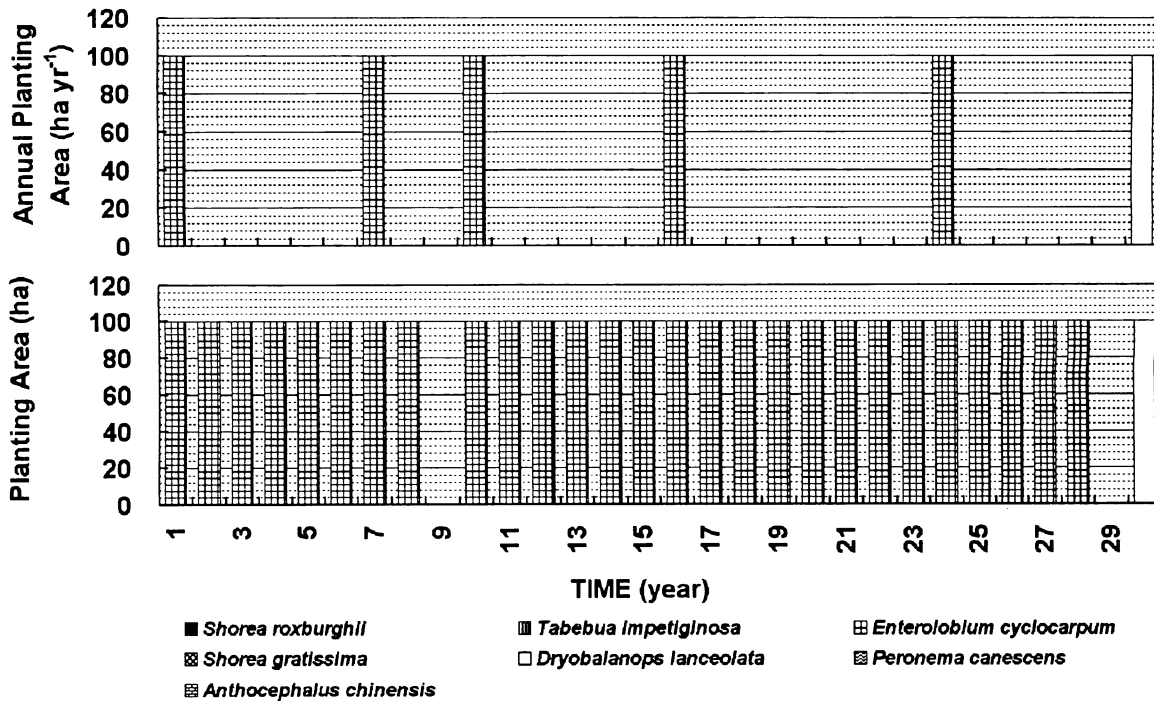 Annual Planting
Area (ha yr⁻¹)
120
100
80
60
40
20
0
Planting Area (ha)
120
100
80
60
40
20
0
1 3 5 7 9 11 13 15 17 19 21 23 25 27 29
TIME (year)
Shorea roxburghii Tabebua impetiginosa Enterolobium cyclocarpum
Shorea gratissima Dryobalanops lanceolata Peronema canescens
Anthocephalus chinensis